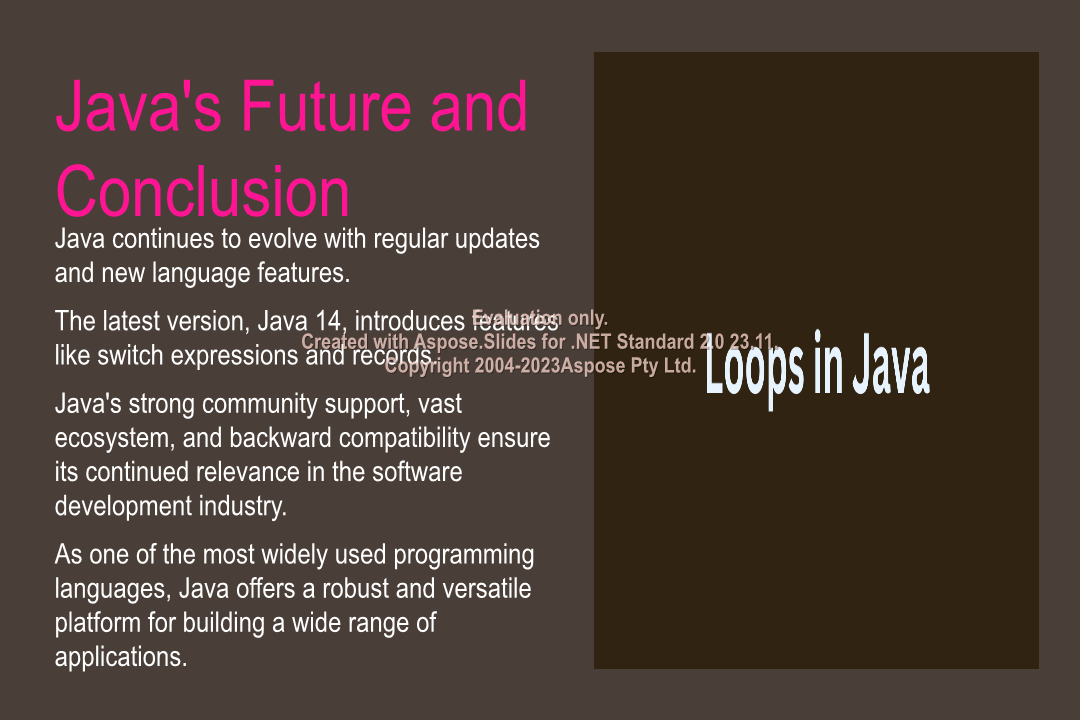 Java's Future and
Conclusion
Java continues to evolve with regular updates
and new language features.
The latest version, Java 14, introduces features
like switch expressions and records.
Java's strong community support, vast
ecosystem, and backward compatibility ensure
its continued relevance in the software
development industry.
As one of the most widely used programming
languages, Java offers a robust and versatile
platform for building a wide range of
applications.
Evaluation only.
Created with Aspose.Slides for .NET Standard 2.0 23.11.
Copyright 2004-2023Aspose Pty Ltd.
Loops in Java